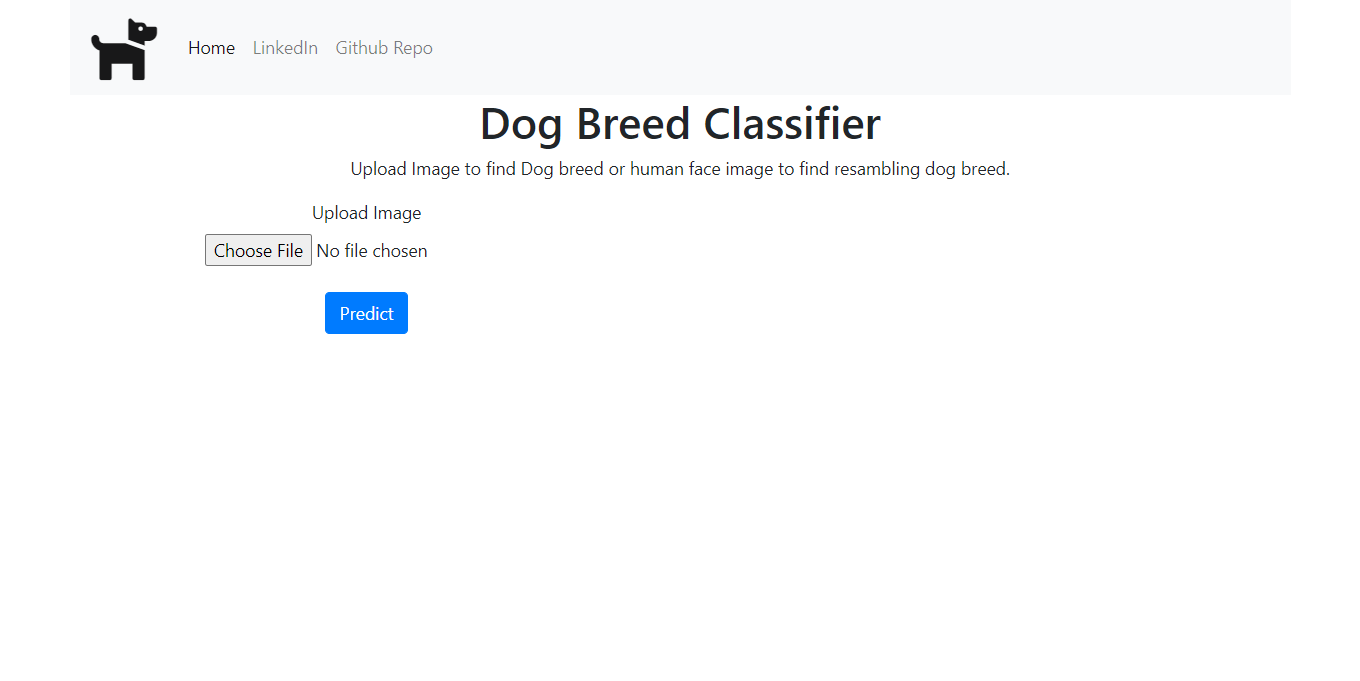 Home LinkedIn Github Repo
Dog Breed Classifier
Upload Image to find Dog breed or human face image to find resambling dog breed.
Upload Image
Choose File No file chosen
Predict